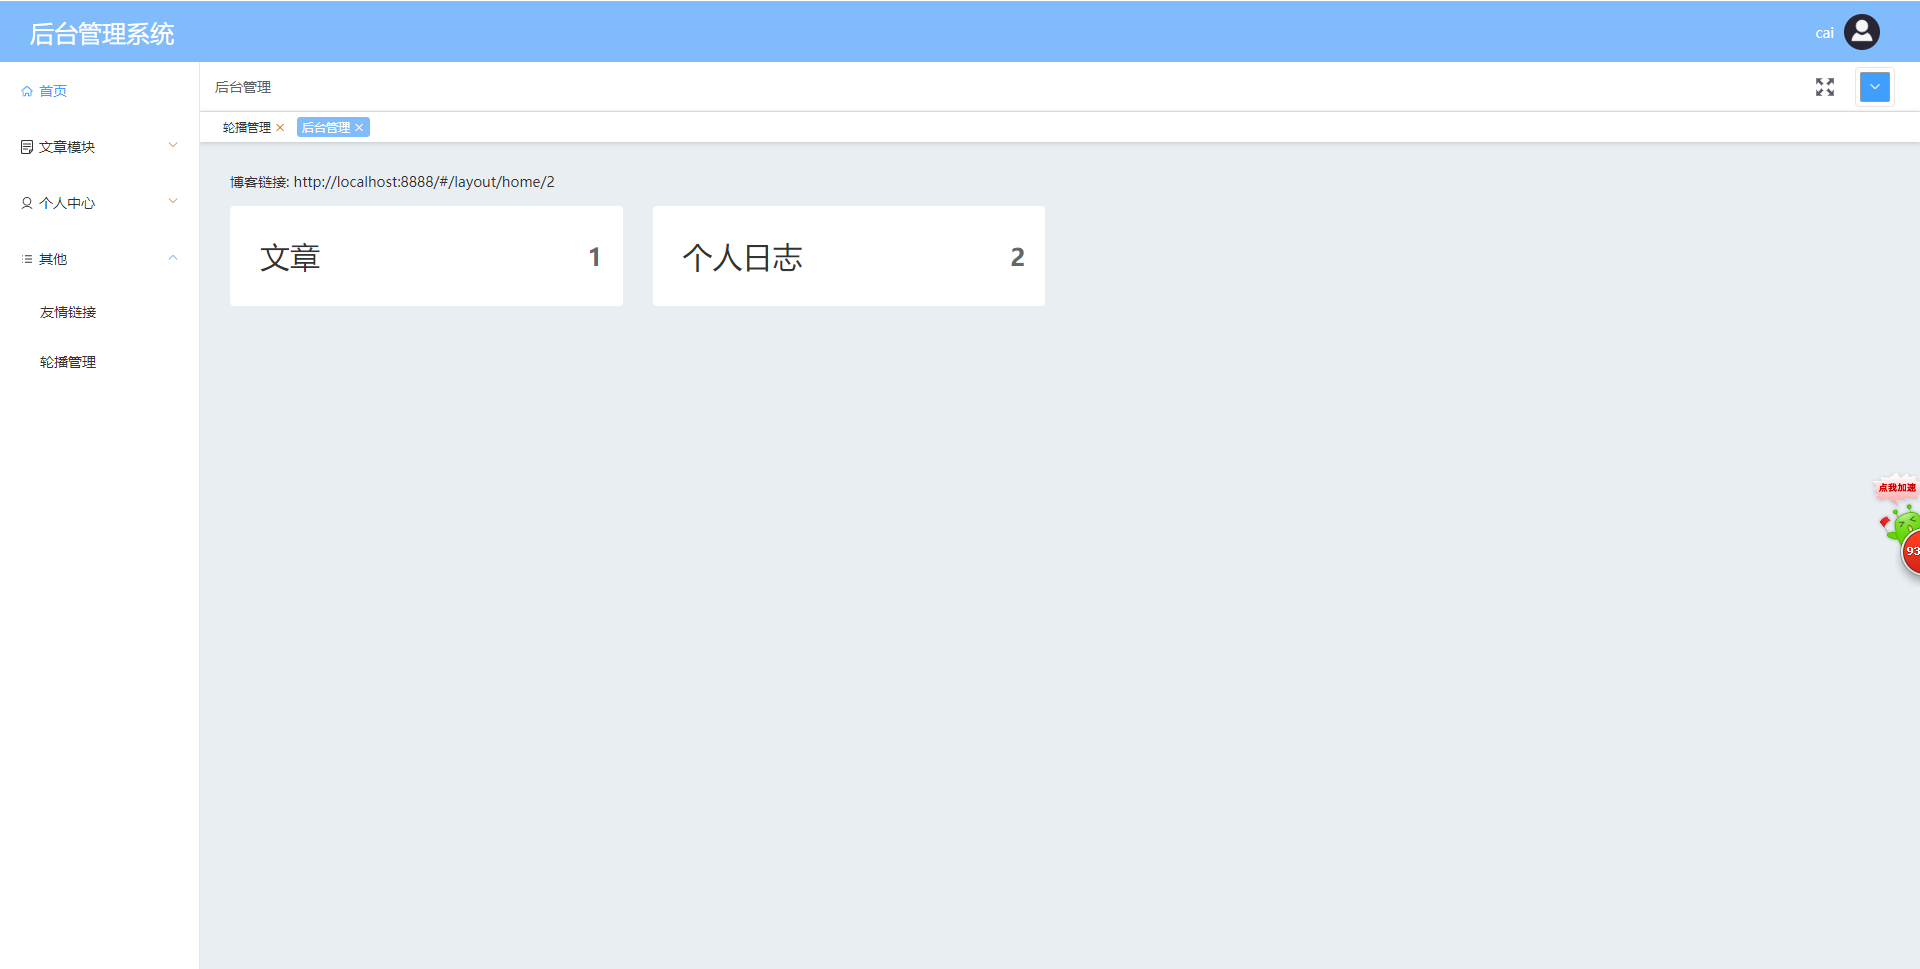 后台管理系统
cai
首页
后台管理
轮播管理
后台管理
文章模块
博客链接: http://localhost:8888/#/layout/home/2
个人中心
文章 1
个人日志 2
其他
友情链接
轮播管理
点我加速
93